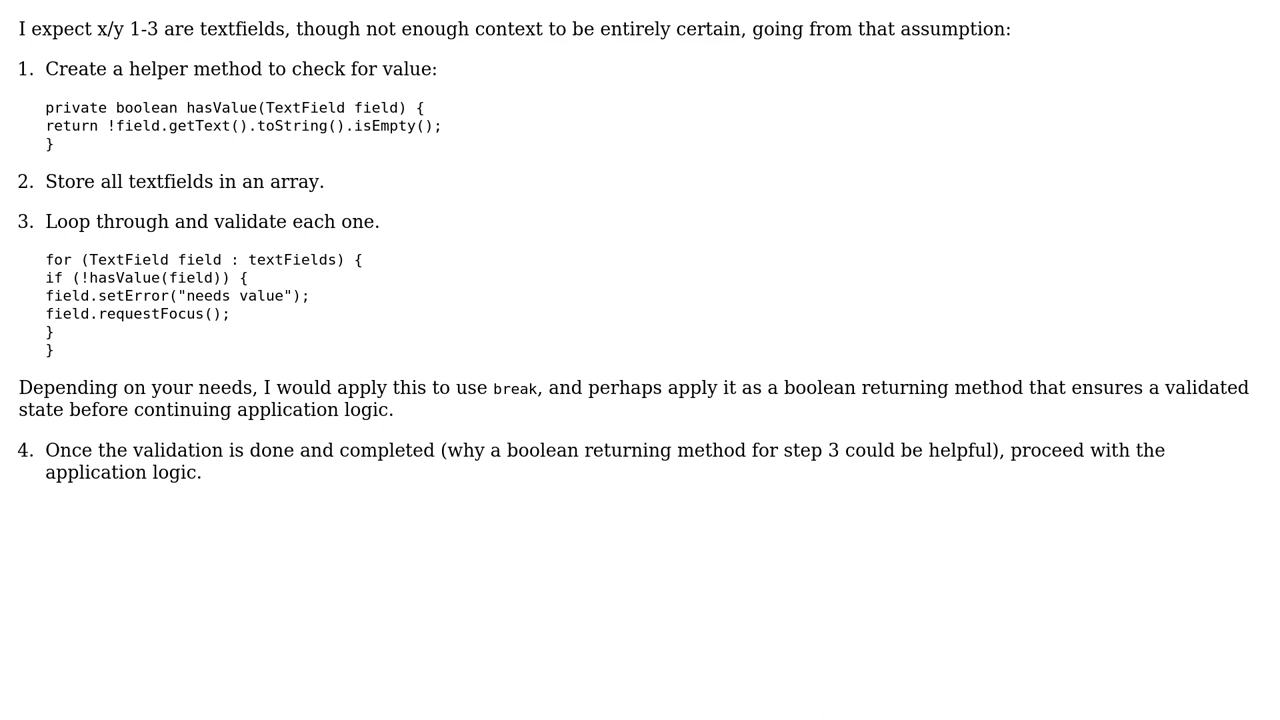 I expect x/y 1-3 are textfields, though not enough context to be entirely certain, going from that assumption:
1. Create a helper method to check for value:
private boolean hasValue(TextField field) {
return !field.getText().toString().isEmpty();
}
2. Store all textfields in an array.
3. Loop through and validate each one.
for (TextField field : textFields) {
if (!hasValue(field)) {
field.setError("needs value");
field.requestFocus();
}
}
Depending on your needs, I would apply this to use break, and perhaps apply it as a boolean returning method that ensures a validated
state before continuing application logic.
4. Once the validation is done and completed (why a boolean returning method for step 3 could be helpful), proceed with the
application logic.